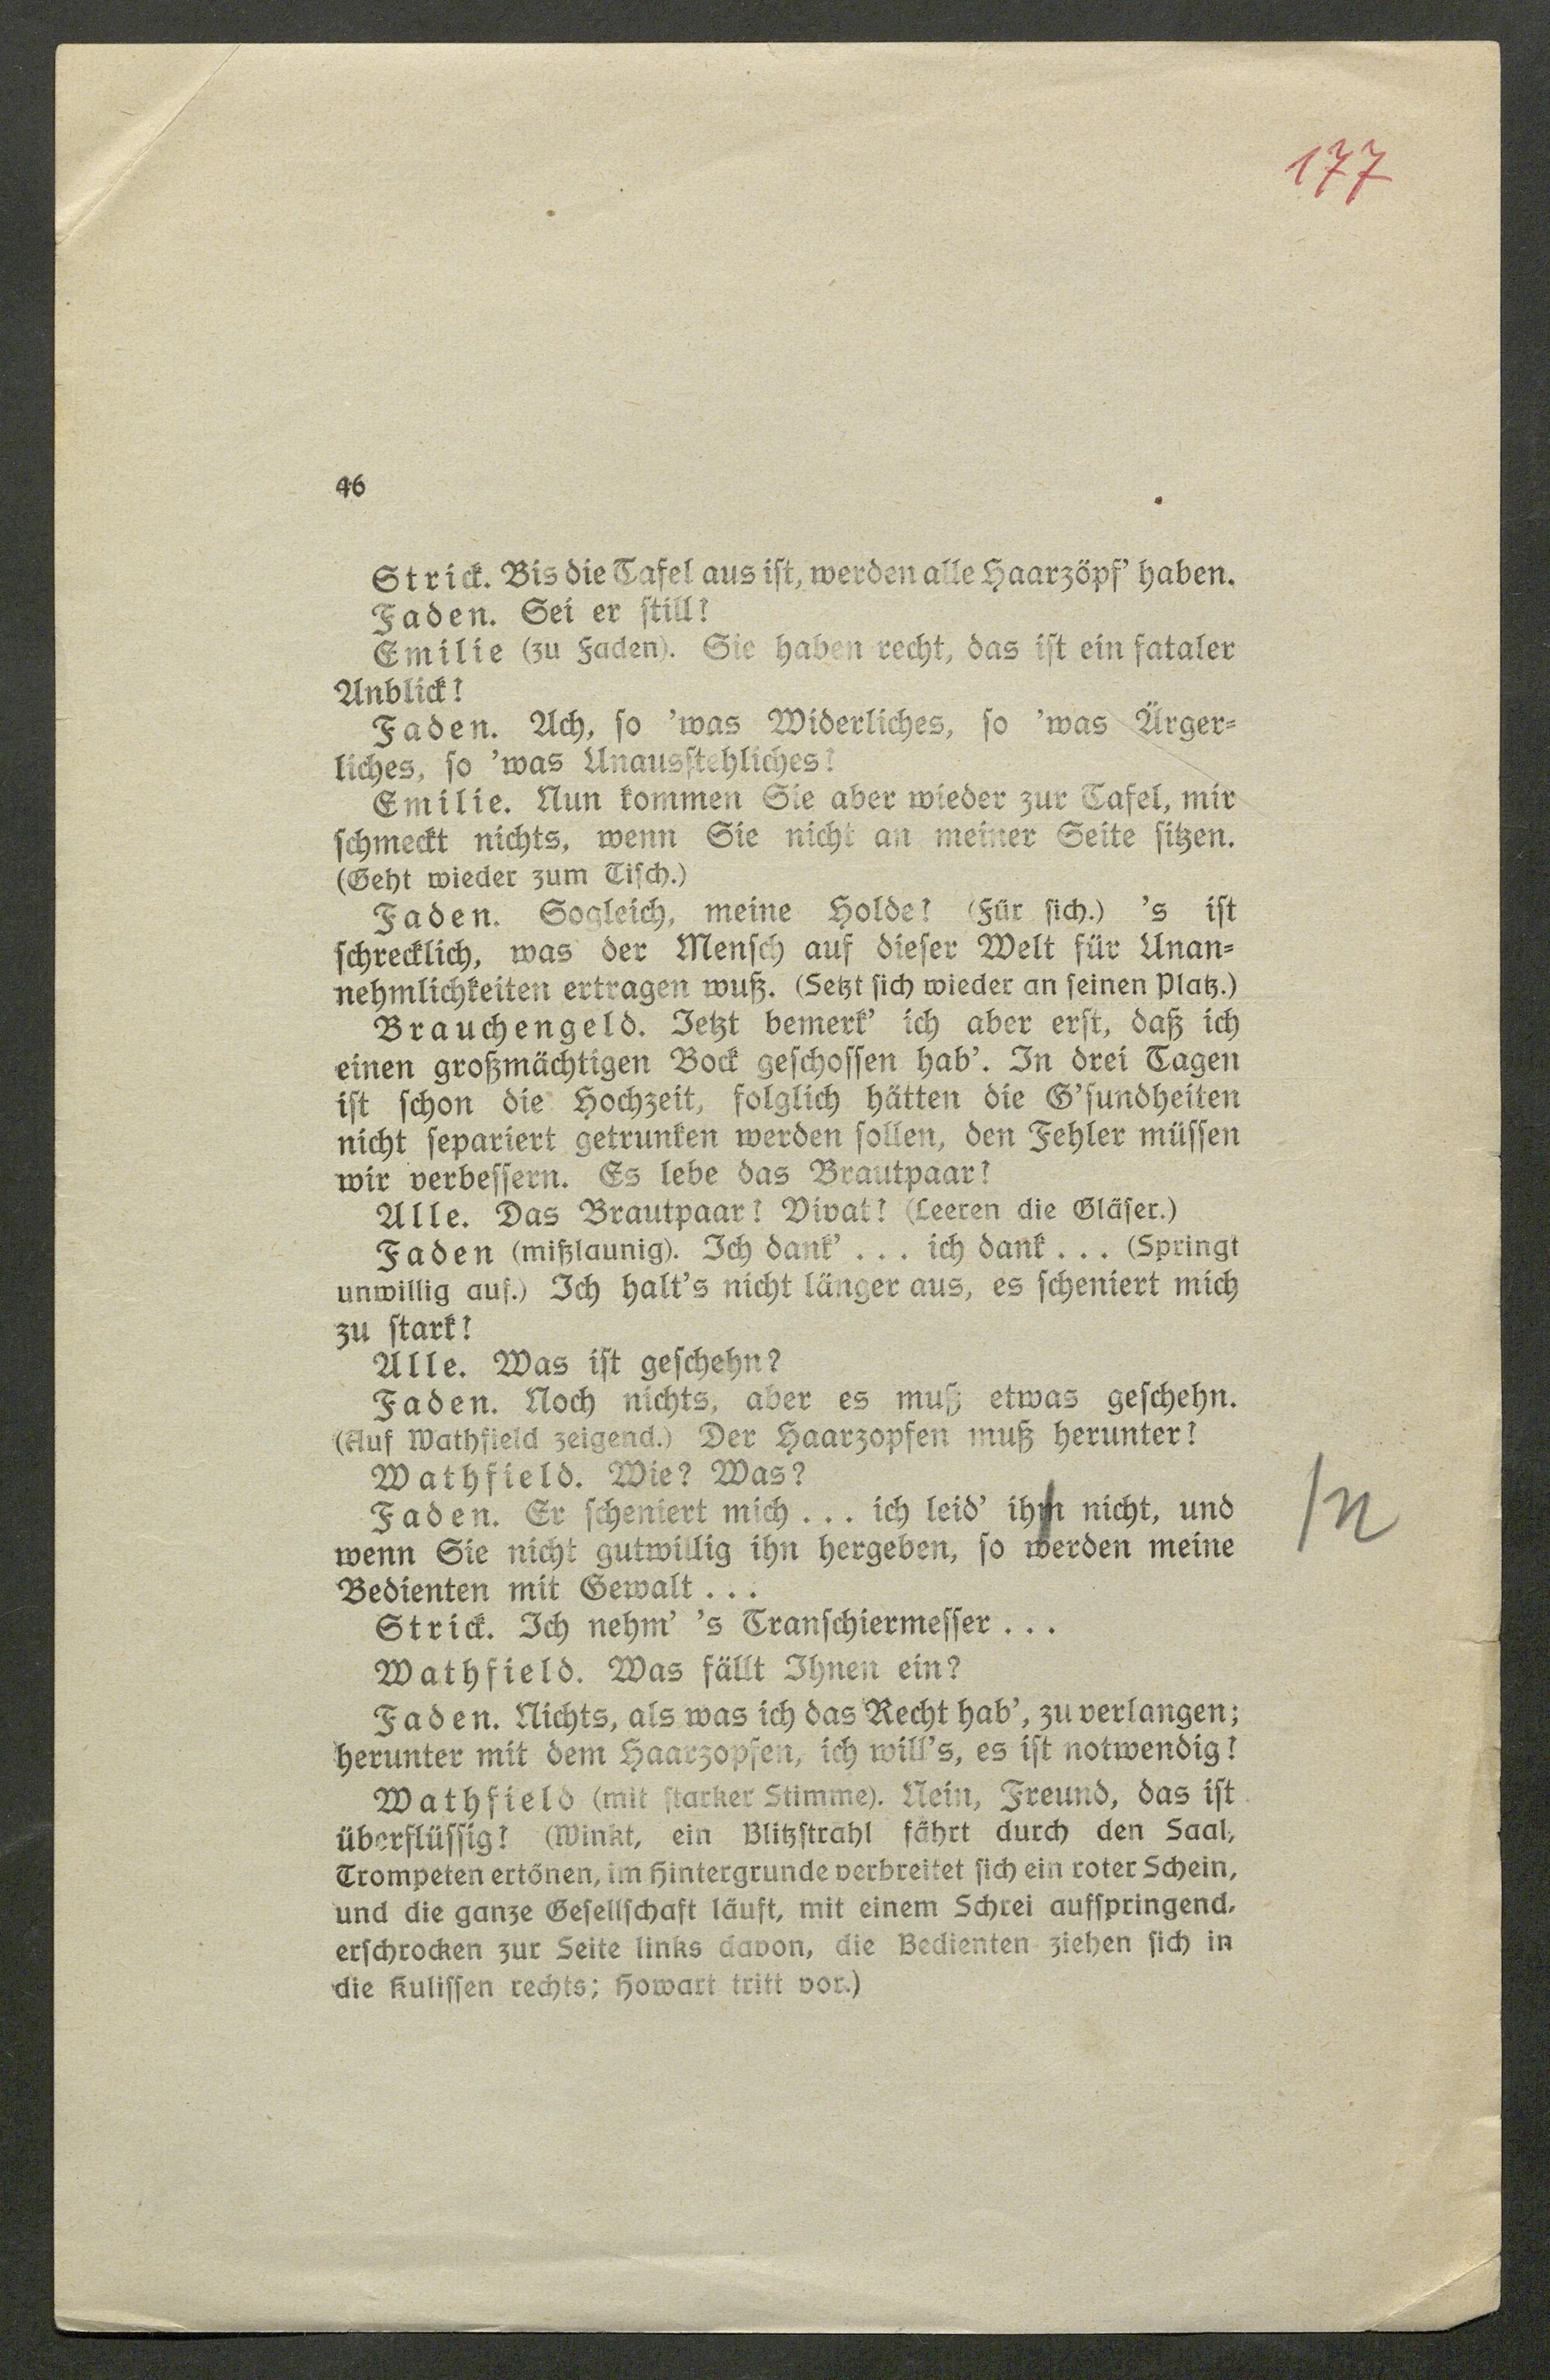 177
46
Strick. Bis die Tafel aus ist, werden alle Haarzöpf' haben.
Faden. Sei er still!
Emilie (zu Faden). Sie haben recht, das ist ein fataler
Anblick!
Faden. Ach, so 'was Widerliches, so 'was Ärger-
liches, so 'was Unausstehliches!
Emilie. Nun kommen Sie aber wieder zur Tafel, mir
schmeckt nichts, wenn Sie nicht an meiner Seite sitzen.
(Geht wieder zum Tisch.)
Faden. Sogleich, meine Holde! (Für sich.) 's ist
schrecklich, was der Mensch auf dieser Welt für Unan-
nehmlichkeiten ertragen wuß. (Setzt sich wieder an seinen Platz.)
Brauchengeld. Jetzt bemerk' ich aber erst, daß ich
einen großmächtigen Bock geschossen hab'. In drei Tagen
ist schon die Hochzeit, folglich hätten die G'sundheiten
nicht separiert getrunken werden sollen, den Fehler müssen
wir verbessern. Es lebe das Brautpaar!
Alle. Das Brautpaar! Vivat! (Leeren die Gläser.)
Faden (mißlaunig). Ich dank' . . . ich dank . . . (Springt
unwillig auf.) Ich halt's nicht länger aus, es scheniert mich
zu stark!
Alle. Was ist geschehn?
Faden. Noch nichts, aber es muß etwas geschehn.
(Auf Wathfield zeigend.) Der Haarzopfen muß herunter!
Wathfield. Wie? Was?
Faden. Er scheniert mich . . . ich leid' ihm nicht, und /n
wenn Sie nicht gutwillig ihn hergeben, so werden meine
Bedienten mit Gewalt . . .
Strick. Ich nehm' 's Transchiermesser . . .
Wathfield. Was fällt Ihnen ein?
Faden. Nichts, als was ich das Recht hab', zu verlangen;
herunter mit dem Haarzopfen, ich will's, es ist notwendig!
Wathfield (mit starker Stimme). Nein, Freund, das ist
überflüssig! (Winkt, ein Blitzstrahl fährt durch den Saal,
Trompeten ertönen, im Hintergrunde verbreitet sich ein roter Schein,
und die ganze Gesellschaft läuft, mit einem Schrei aufspringend,
erschrocken zur Seite links davon, die Bedienten ziehen sich in
die Kulissen rechts; Howart tritt vor.)